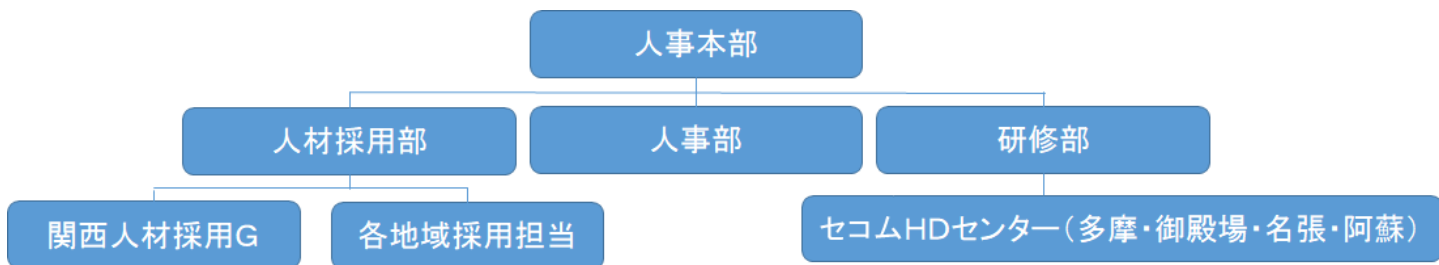 人事本部
人材採用部
人事部
研修部
関西人材採用G
各地域採用担当
セコムHDセンター(多摩・御殿場・名張・阿蘇)